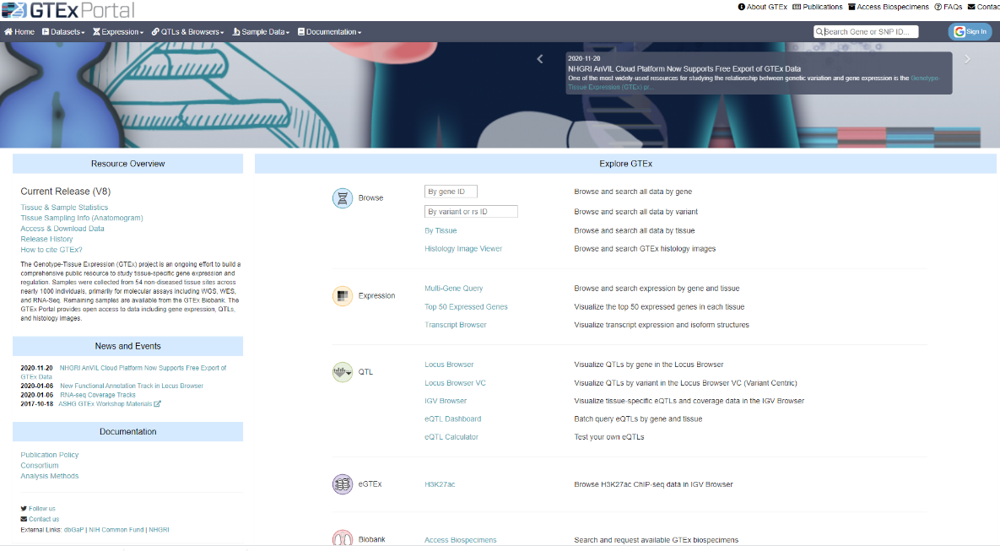 GTExPortal
About GTEx Publications Access Biospecimens FAQs Contac
Home Datasets Expression QTLs & Browsers Sample Data Documentation
Search Gene or SNP ID...
Sign In
2020-11-20
NHGRI AnVIL Cloud Platform Now Supports Free Export of GTEx Data
One of the most widely-used resources for studying the relationship between genetic variation and gene expression is the Genotype-
Tissue Expression (GTEx) pr...
Resource Overview
Current Release (V8)
Tissue & Sample Statistics
Tissue Sampling Info (Anatomogram)
Access & Download Data
Release History
How to cite GTEx?
The Genotype-Tissue Expression (GTEx) project is an ongoing effort to build a
comprehensive public resource to study tissue-specific gene expression and
regulation. Samples were collected from 54 non-diseased tissue sites across
nearly 1000 individuals, primarily for molecular assays including WGS, WES,
and RNA-Seq. Remaining samples are available from the GTEx Biobank. The
GTEx Portal provides open access to data including gene expression, QTLs,
and histology images.
News and Events
2020-11-20 NHGRI AnVIL Cloud Platform Now Supports Free Export of
GTEx Data
2020-01-06 New Functional Annotation Track in Locus Browser
2020-01-06 RNA-seq Coverage Tracks
2017-10-18 ASHG GTEx Workshop Materials
Documentation
Publication Policy
Consortium
Analysis Methods
Follow us
Contact us
External Links: dbGaP | NIH Common Fund | NHGRI
Explore GTEx
Browse
By gene ID Browse and search all data by gene
By variant or rs ID Browse and search all data by variant
By Tissue Browse and search all data by tissue
Histology Image Viewer Browse and search GTEx histology images
Expression
Multi-Gene Query Browse and search expression by gene and tissue
Top 50 Expressed Genes Visualize the top 50 expressed genes in each tissue
Transcript Browser Visualize transcript expression and isoform structures
QTL
Locus Browser Visualize QTLs by gene in the Locus Browser
Locus Browser VC Visualize QTLs by variant in the Locus Browser VC (Variant Centric)
IGV Browser Visualize tissue-specific eQTLs and coverage data in the IGV Browser
eQTL Dashboard Batch query eQTLs by gene and tissue
eQTL Calculator Test your own eQTLs
eGTEx
H3K27ac Browse H3K27ac ChIP-seq data in IGV Browser
Biobank
Access Biospecimens Search and request available GTEx biospecimens